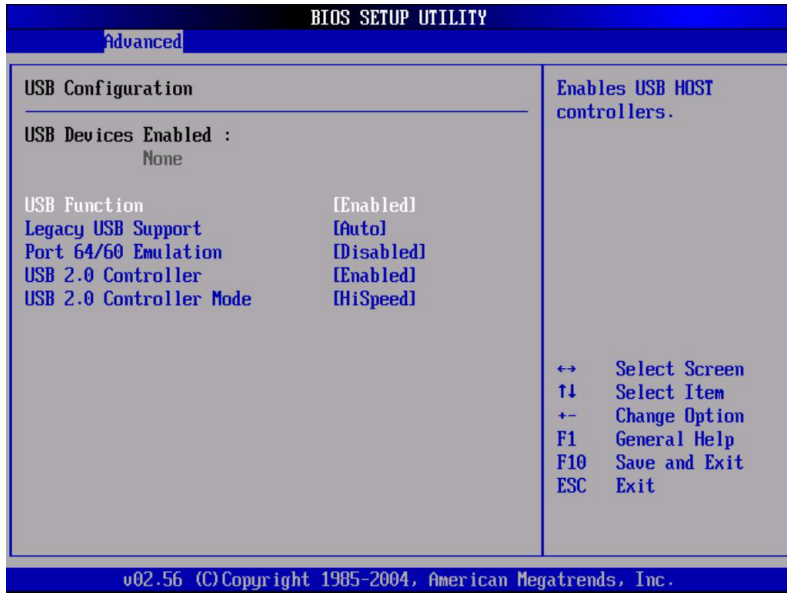 BIOS SETUP UTILITY
Advanced
USB Configuration
USB Devices Enabled :
None
USB Function [Enabled]
Legacy USB Support [Auto]
Port 64/60 Emulation [Disabled]
USB 2.0 Controller [Enabled]
USB 2.0 Controller Mode [HiSpeed]
Enables USB HOST
controllers.
←→ Select Screen
↑↓ Select Item
+- Change Option
F1 General Help
F10 Save and Exit
ESC Exit
v02.56 (C)Copyright 1985-2004, American Megatrends, Inc.